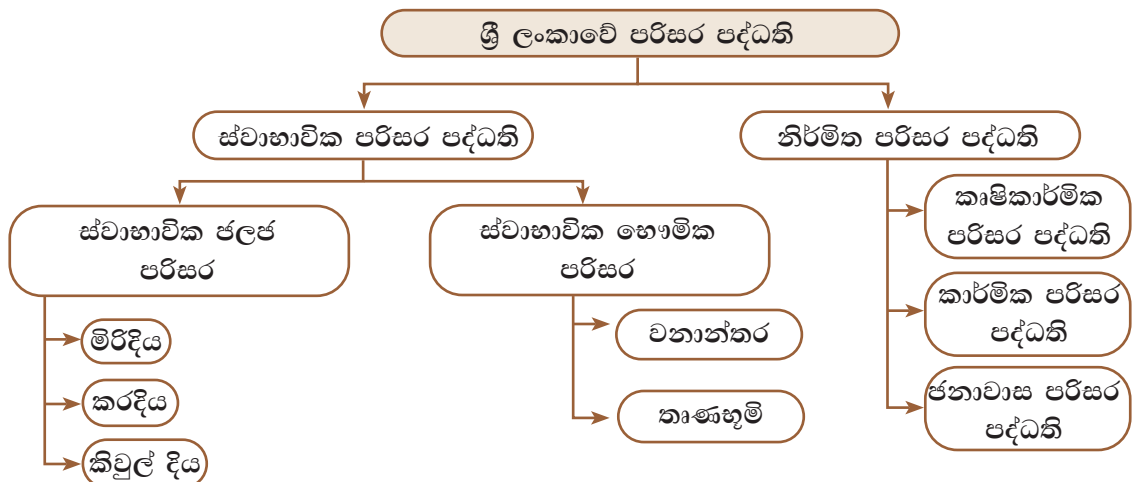 ශ්‍රී ලංකාවේ පරිසර පද්ධති
ස්වාභාවික පරිසර පද්ධති
නිර්මිත පරිසර පද්ධති
ස්වාභාවික ජලජ
පරිසර
මිරිදිය
කරදිය
කිවුල් දිය
ස්වාභාවික භෞමික
පරිසර
වනාන්තර
තෘණභූමි
කෘෂිකාර්මික
පරිසර පද්ධති
කාර්මික පරිසර
පද්ධති
ජනාවාස පරිසර
පද්ධති